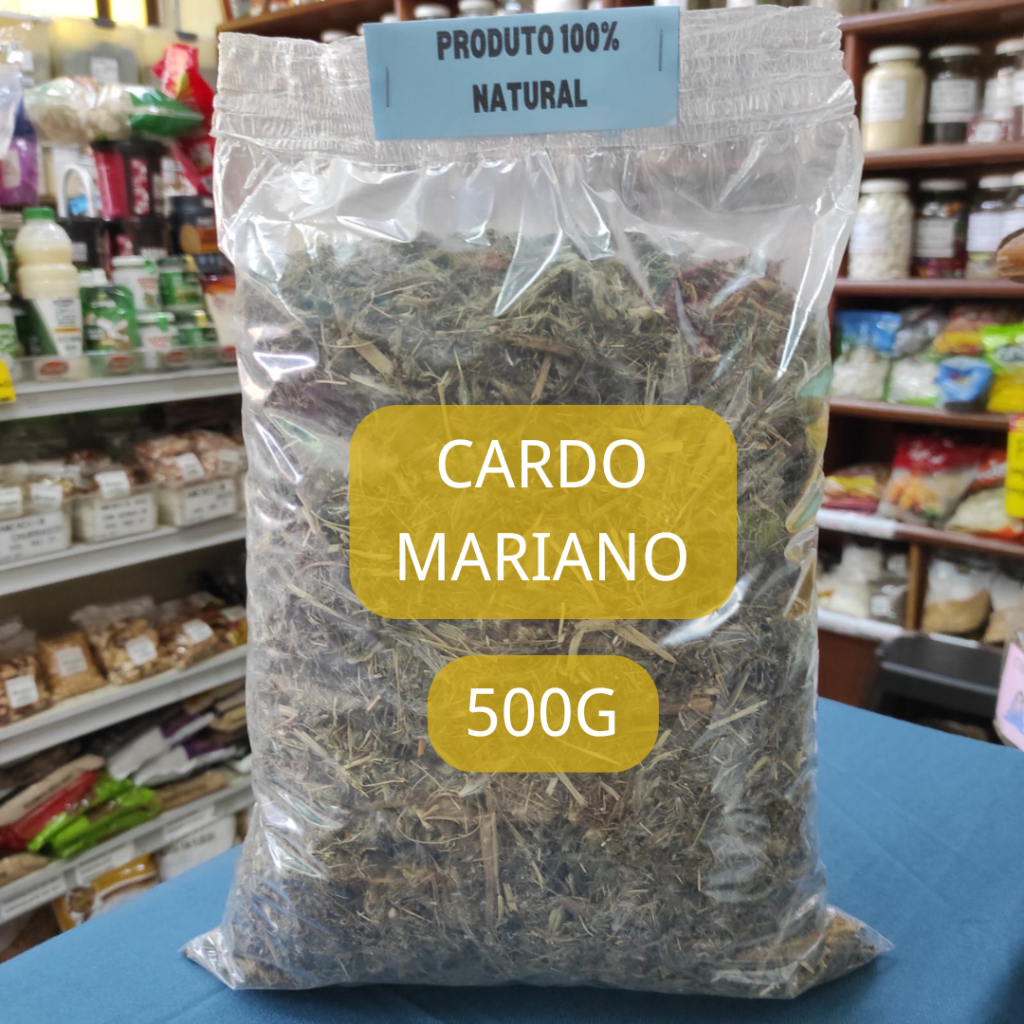 PRODUTO 100%
NATURAL
CARDO
MARIANO
500G